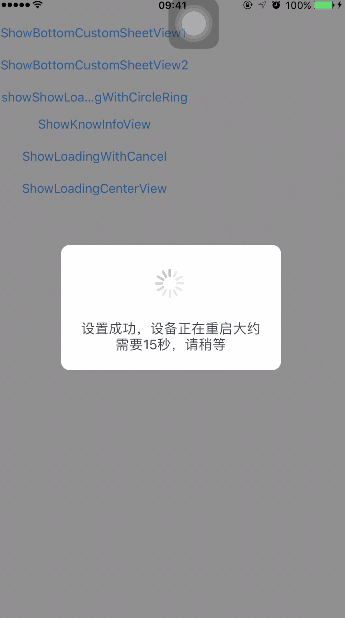 09:41
100%
ShowBottomCustomSheetView1
ShowBottomCustomSheetView2
showShowLoa...gWithCircleRing
ShowKnowInfoView
ShowLoadingWithCancel
ShowLoadingCenterView
设置成功，设备正在重启大约
需要15秒，请稍等